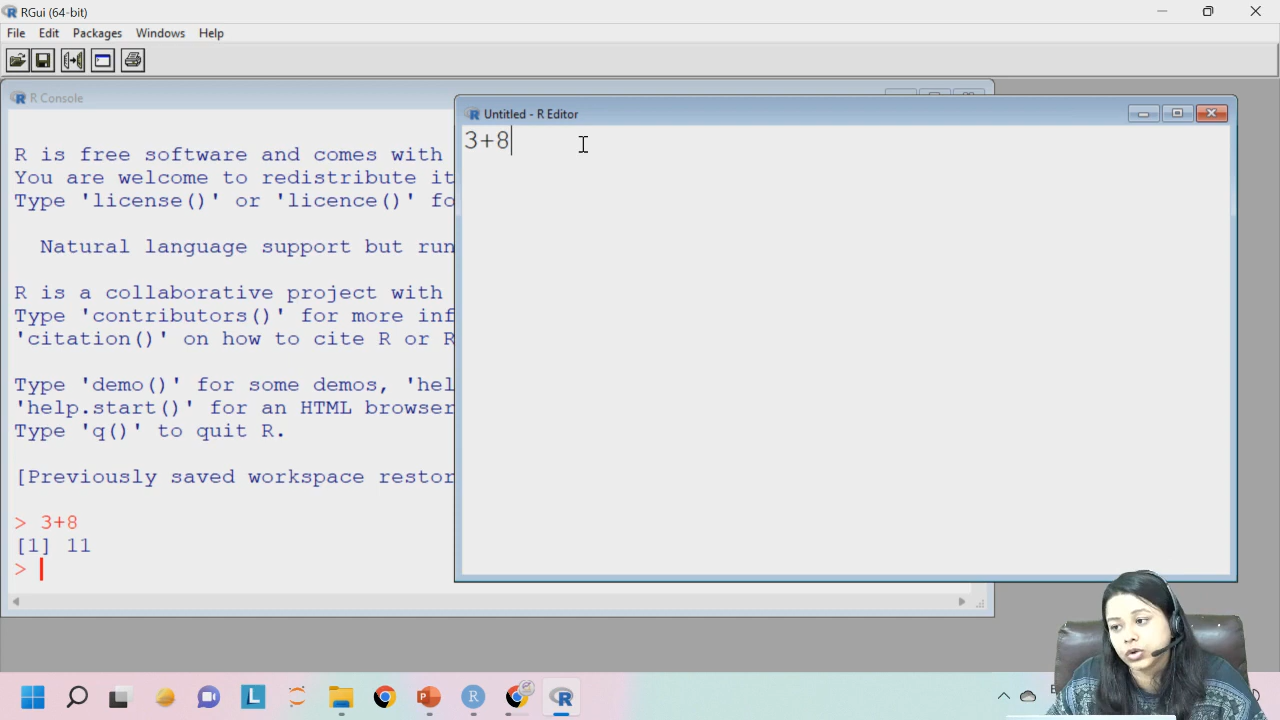 RGui (64-bit)
File Edit Packages Windows Help
R Console
R is free software and comes with
You are welcome to redistribute it
Type 'license()' or 'licence()' fo
Natural language support but run
R is a collaborative project with
Type 'contributors()' for more inf
'citation()' on how to cite R or R
Type 'demo()' for some demos, 'hel
'help.start()' for an HTML browser
Type 'q()' to quit R.
[Previously saved workspace restor
> 3+8
[1] 11
>
Untitled - R Editor
3+8